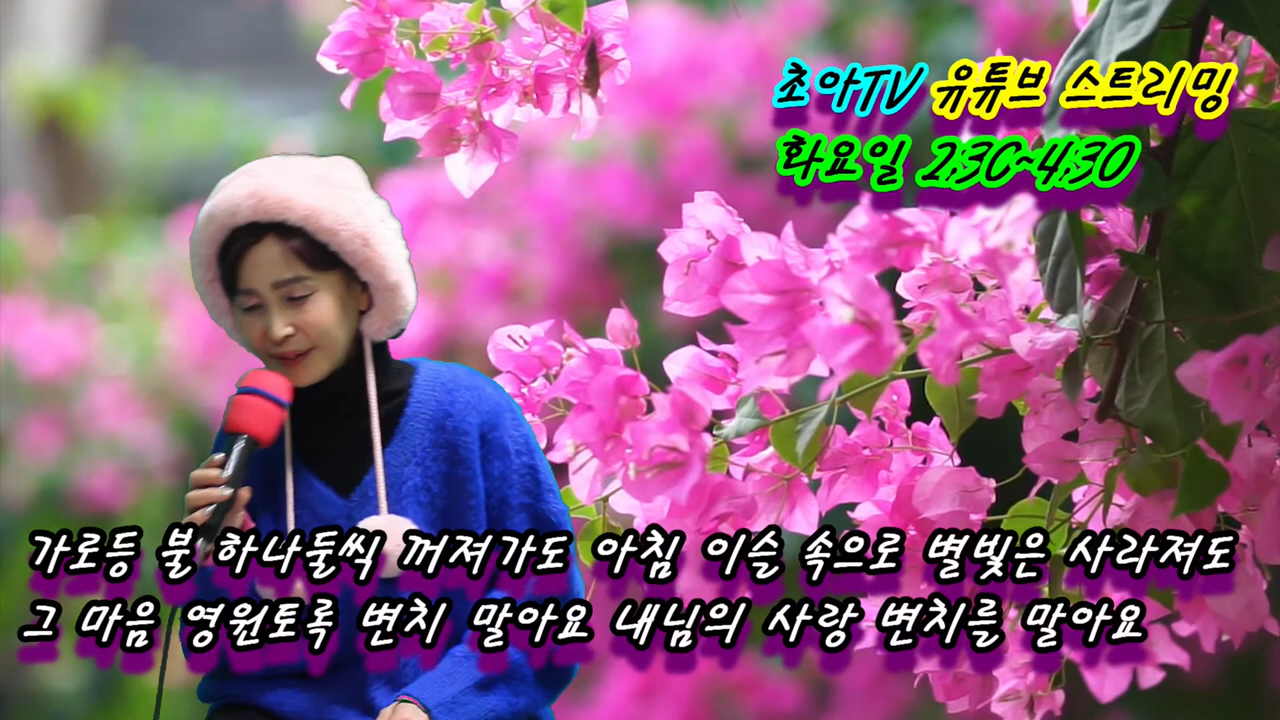 초아TV 유튜브 스트리밍
화요일 2:30~4:30
가로등 불 하나둘씩 꺼져가도 아침 이슬 속으로 별빛은 사라져도
그 마음 영원토록 변치 말아요 내님의 사랑 변치를 말아요